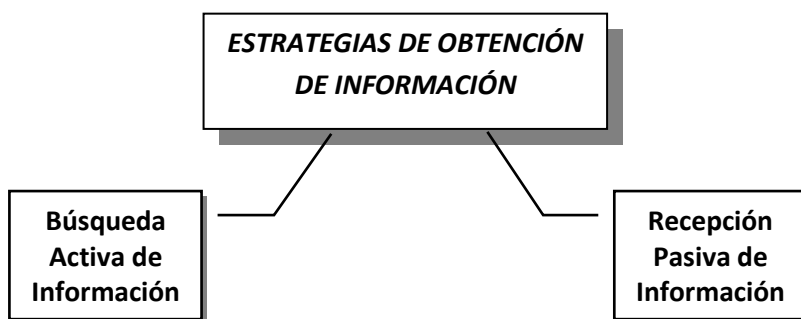 ESTRATEGIAS DE OBTENCIÓN
DE INFORMACIÓN
Búsqueda
Activa de
Información
Recepción
Pasiva de
Información